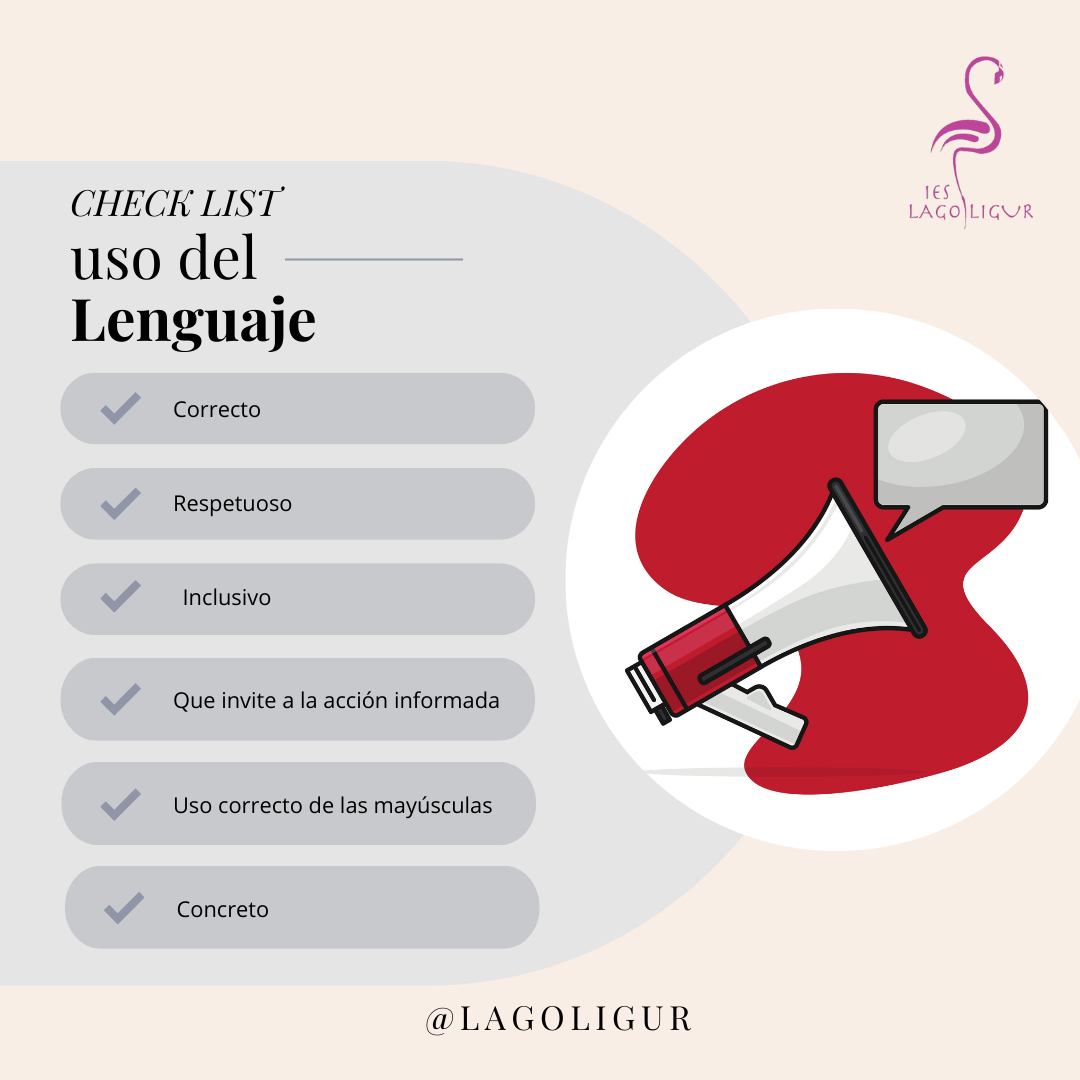 IES
LAGO LIGUR
CHECK LIST
uso del
Lenguaje
Correcto
Respetuoso
Inclusivo
Que invite a la acción informada
Uso correcto de las mayúsculas
Concreto
@LAGOLIGUR